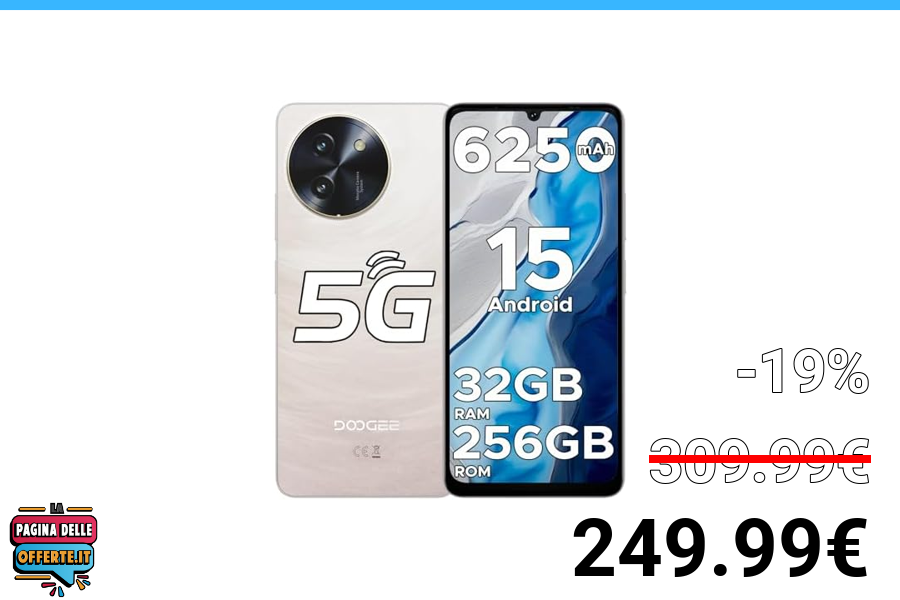 6250
mAh
15
Android
5G
32GB
RAM
256GB
ROM
DOOGEE
CE
-19%
309.99€
249.99€
LA
PAGINA DELLE
OFFERTE.IT